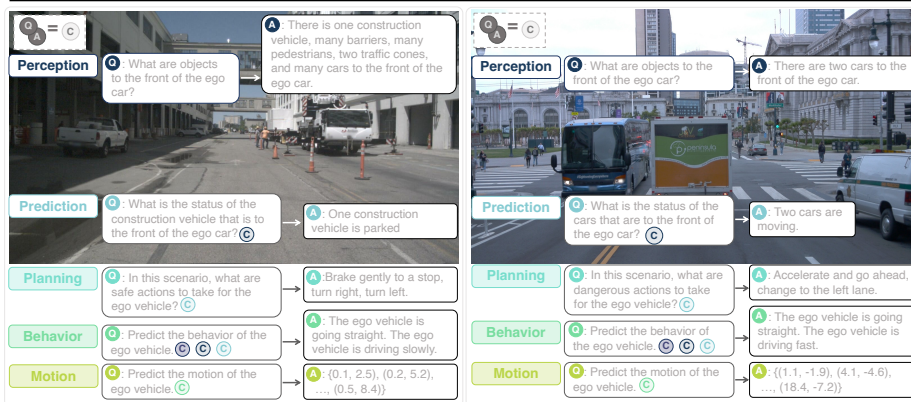 Q A = C
Perception
Q: What are objects
to the front of the ego
car?
A: There is one construction
vehicle, many barriers, many
pedestrians, two traffic cones,
and many cars to the front of the
ego car.
Prediction
Q: What is the status of the
construction vehicle that is to
the front of the ego car? C
A: One construction
vehicle is parked
Planning
Q: In this scenario, what are
safe actions to take for the
ego vehicle? C
A:Brake gently to a stop,
turn right, turn left.
Behavior
Q: Predict the behavior of the
ego vehicle. C C C
A: The ego vehicle is
going straight. The ego
vehicle is driving slowly.
Motion
Q: Predict the motion of the
ego vehicle. C
A: {0.1, 2.5), (0.2, 5.2),
..., (0.5, 8.4)}
Q A = C
Perception
Q: What are objects to the
front of the ego car?
A: There are two cars to the
front of the ego car.
peninsula
Prediction
Q: What is the status of the
cars that are to the front of
the ego car? C
A: Two cars are
moving.
Planning
Q: In this scenario, what are
dangerous actions to take
for the ego vehicle? C
A: Accelerate and go ahead,
change to the left lane.
Behavior
Q: Predict the behavior of
the ego vehicle. C C C
A: The ego vehicle is going
straight. The ego vehicle is
driving fast.
Motion
Q: Predict the motion of the
ego vehicle. C
A: {(1.1, -1.9), (4.1, -4.6),
..., (18.4, -7.2)}